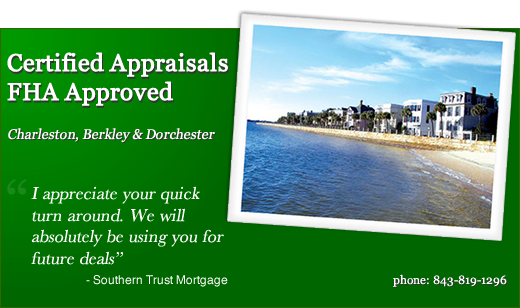 Certified Appraisals
FHA Approved
Charleston, Berkley & Dorchester
“ I appreciate your quick
turn around. We will
absolutely be using you for
future deals”
- Southern Trust Mortgage
phone: 843-819-1296